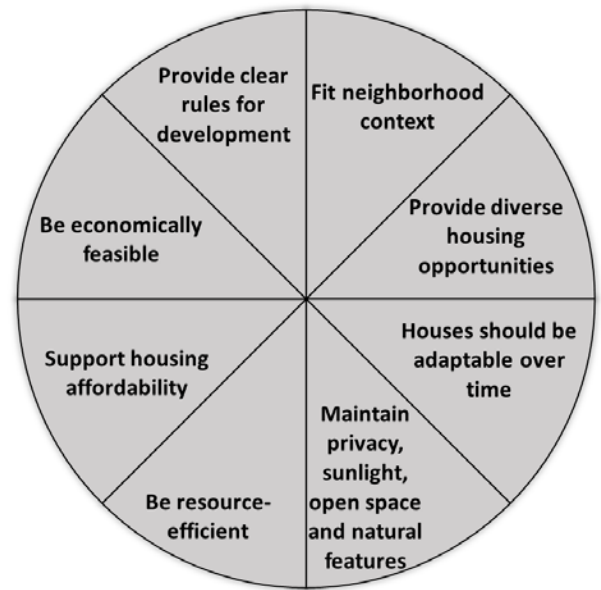 Provide clear
rules for
development
Fit neighborhood
context
Provide diverse
housing
opportunities
Houses should be
adaptable over
time
Maintain
privacy,
sunlight,
open space
and natural
features
Be resource-
efficient
Support housing
affordability
Be economically
feasible